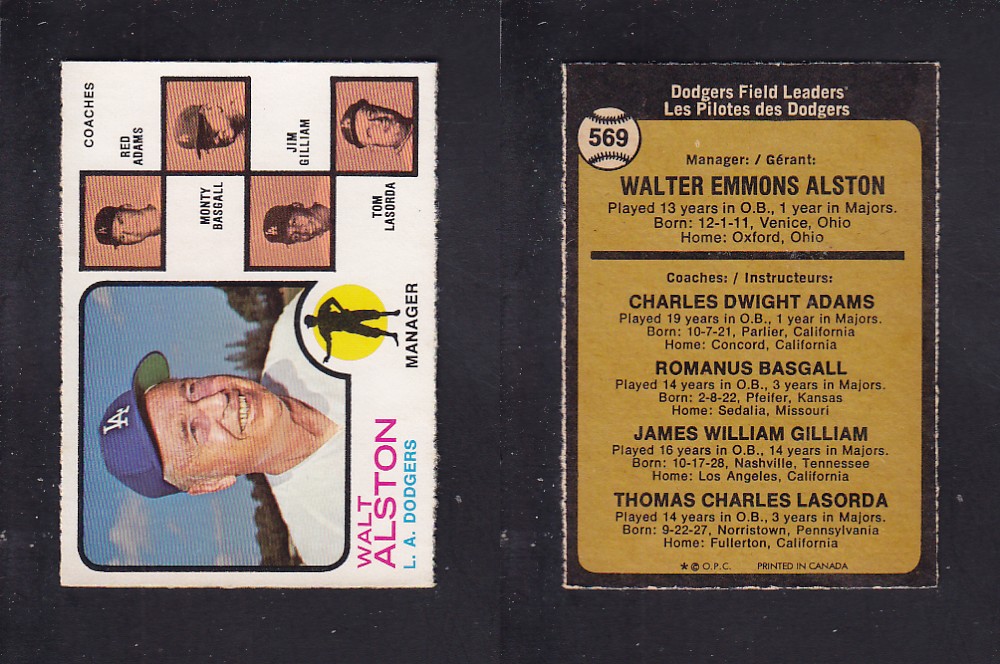 COACHES
RED
ADAMS
JIM
GILLIAM
MONTY
BASGALL
TOM
LASORDA
LA
MANAGER
WALT
ALSTON
L. A. DODGERS
Dodgers Field Leaders
Les Pilotes des Dodgers
569
Manager: / Gérant:
WALTER EMMONS ALSTON
Played 13 years in O.B., 1 year in Majors.
Born: 12-1-11, Venice, Ohio
Home: Oxford, Ohio
Coaches: / Instructeurs:
CHARLES DWIGHT ADAMS
Played 19 years in O.B., 1 year in Majors.
Born: 10-7-21, Parlier, California
Home: Concord, California
ROMANUS BASGALL
Played 14 years in O.B., 3 years in Majors.
Born: 2-8-22, Pfeifer, Kansas
Home: Sedalia, Missouri
JAMES WILLIAM GILLIAM
Played 16 years in O.B., 14 years in Majors.
Born: 10-17-28, Nashville, Tennessee
Home: Los Angeles, California
THOMAS CHARLES LASORDA
Played 14 years in O.B., 3 years in Majors.
Born: 9-22-27, Norristown, Pennsylvania
Home: Fullerton, California
* © O.P.C. PRINTED IN CANADA